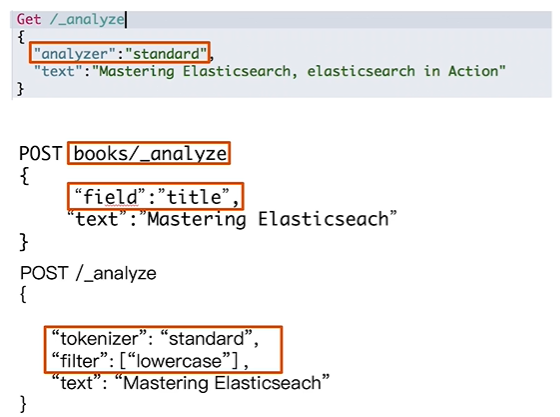 Get /_analyze
{
"analyzer":"standard",
"text":"Mastering Elasticsearch, elasticsearch in Action"
}
POST books/_analyze
{
“field”:”title”,
“text”:”Mastering Elasticseach”
}
POST /_analyze
{
“tokenizer”: “standard”,
“filter”: [“lowercase”] ,
“text”: “Mastering Elasticseach”
}